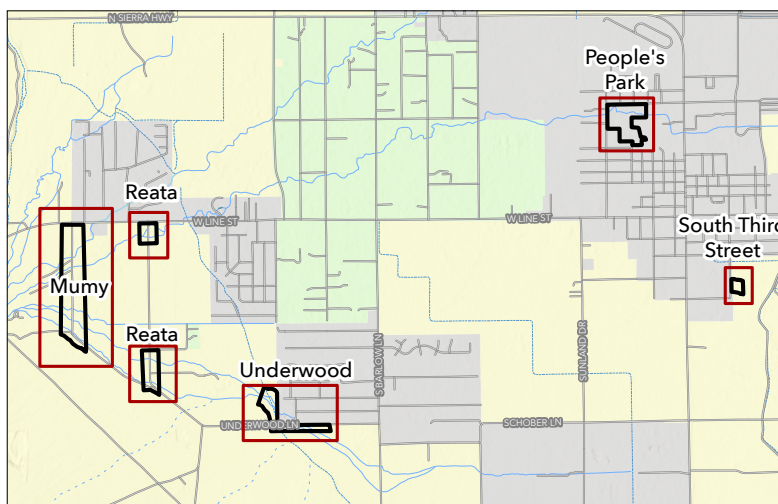 N SIERRA HWY
People's
Park
Reata
W LINE ST
W LINE ST
South Third
Street
Mumy
Reata
S BARLOW LN
SUNLAND DR
Underwood
UNDERWOOD LN
SCHOBER LN